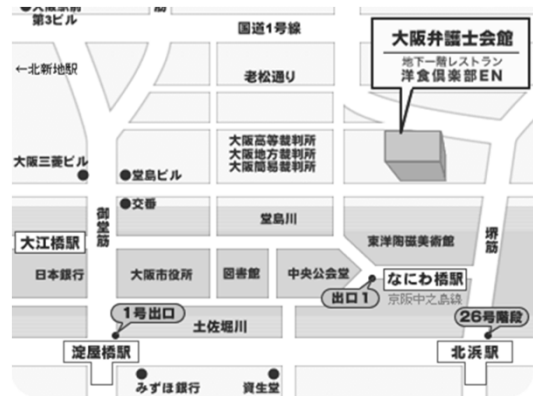 大阪駅前
第3ビル
筋
国道1号線
大阪弁護士会館
地下一階レストラン
洋食倶楽部EN
←北新地駅
老松通り
大阪高等裁判所
大阪地方裁判所
大阪簡易裁判所
大阪三菱ビル
堂島ビル
交番
御堂筋
堂島川
堺筋
大江橋駅
東洋陶磁美術館
日本銀行
大阪市役所
図書館
中央公会堂
なにわ橋駅
出口1
京阪中之島線
1号出口
土佐堀川
26号階段
淀屋橋駅
北浜駅
みずほ銀行
資生堂